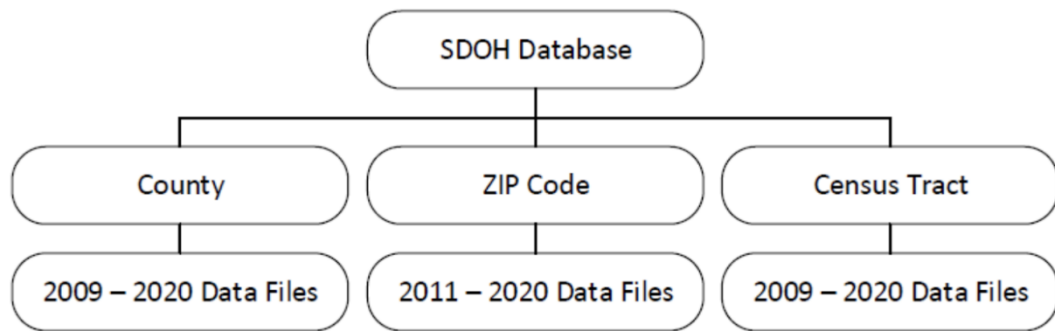 SDOH Database
County
ZIP Code
Census Tract
2009 – 2020 Data Files
2011 – 2020 Data Files
2009 – 2020 Data Files